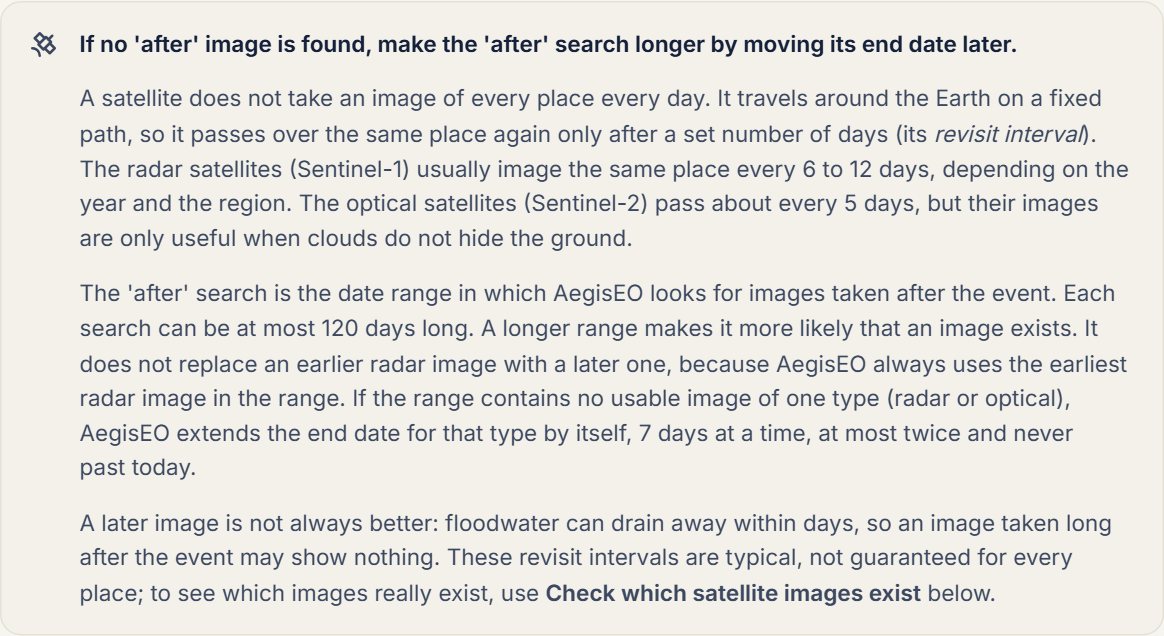 If no 'after' image is found, make the 'after' search longer by moving its end date later.
A satellite does not take an image of every place every day. It travels around the Earth on a fixed
path, so it passes over the same place again only after a set number of days (its revisit interval).
The radar satellites (Sentinel-1) usually image the same place every 6 to 12 days, depending on the
year and the region. The optical satellites (Sentinel-2) pass about every 5 days, but their images
are only useful when clouds do not hide the ground.
The 'after' search is the date range in which AegisEO looks for images taken after the event. Each
search can be at most 120 days long. A longer range makes it more likely that an image exists. It
does not replace an earlier radar image with a later one, because AegisEO always uses the earliest
radar image in the range. If the range contains no usable image of one type (radar or optical),
AegisEO extends the end date for that type by itself, 7 days at a time, at most twice and never
past today.
A later image is not always better: floodwater can drain away within days, so an image taken long
after the event may show nothing. These revisit intervals are typical, not guaranteed for every
place; to see which images really exist, use Check which satellite images exist below.